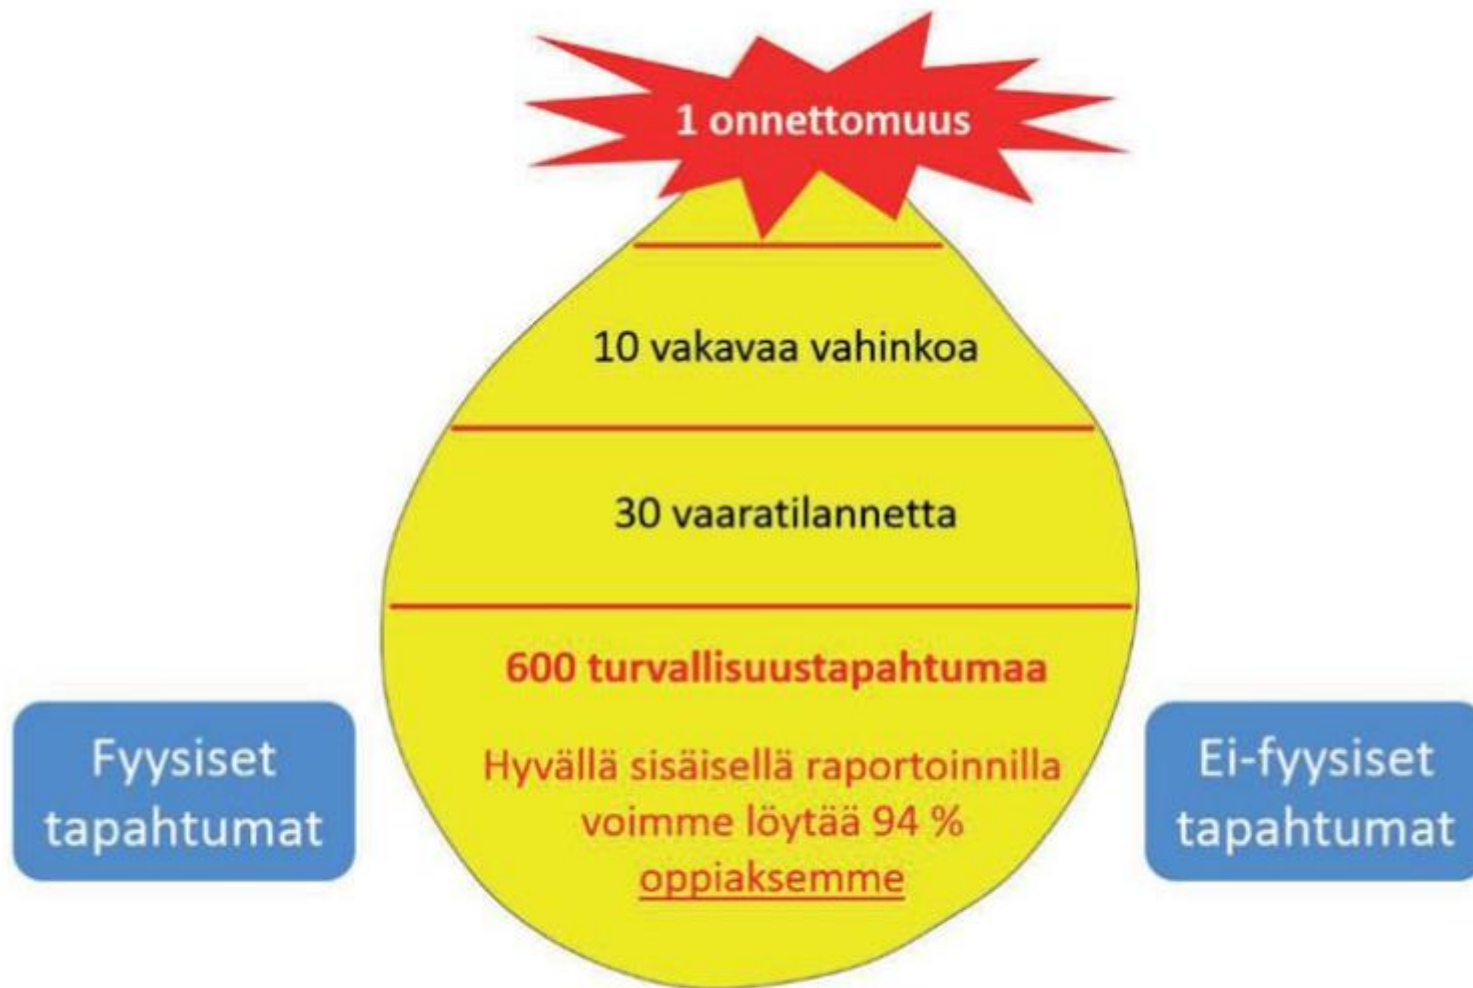 1 onnettomuus
10 vakavaa vahinkoa
30 vaaratilannetta
600 turvallisuustapahtumaa
Hyvällä sisäisellä raportoinnilla
voimme löytää 94 %
oppiaksemme
Fyysiset
tapahtumat
Ei-fyysiset
tapahtumat